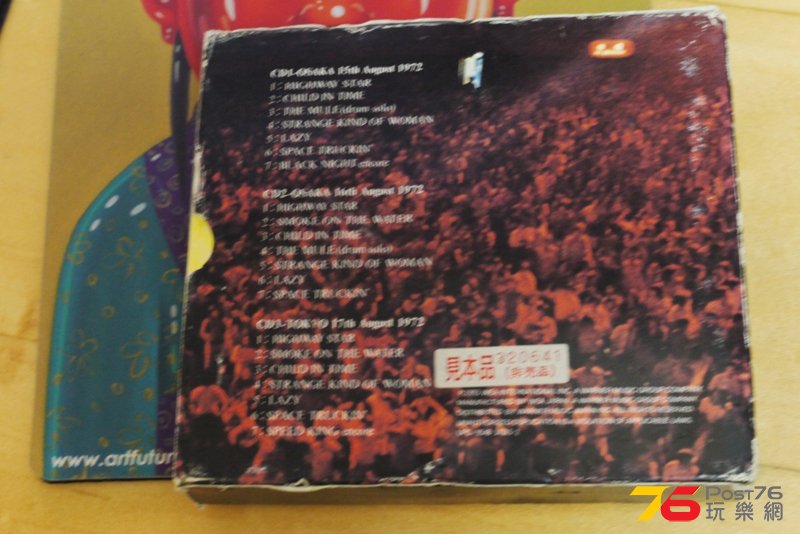 CD1-OSAKA 15th August 1972
1 : HIGHWAY STAR
2 : CHILD IN TIME
3 : THE MULE(drum solo)
4 : STRANGE KIND OF WOMAN
5 : LAZY
6 : SPACE TRUCKIN'
7 : BLACK NIGHT encore
CD2-OSAKA 16th August 1972
1 : HIGHWAY STAR
2 : SMOKE ON THE WATER
3 : CHILD IN TIME
4 : THE MULE(drum solo)
5 : STRANGE KIND OF WOMAN
6 : LAZY
7 : SPACE TRUCKIN'
CD3-TOKYO 17th August 1972
1 : HIGHWAY STAR
2 : SMOKE ON THE WATER
3 : CHILD IN TIME
4 : STRANGE KIND OF WOMAN
5 : LAZY
6 : SPACE TRUCKIN'
7 : SPEED KING encore
見本品 320641
(非売品)
www.artfutur
76 POST76
玩樂網